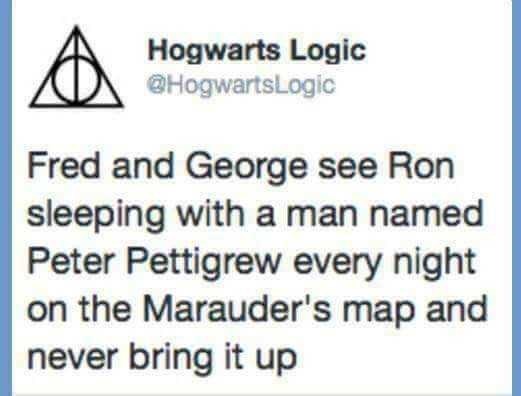 Hogwarts Logic
@HogwartsLogic
Fred and George see Ron
sleeping with a man named
Peter Pettigrew every night
on the Marauder's map and
never bring it up